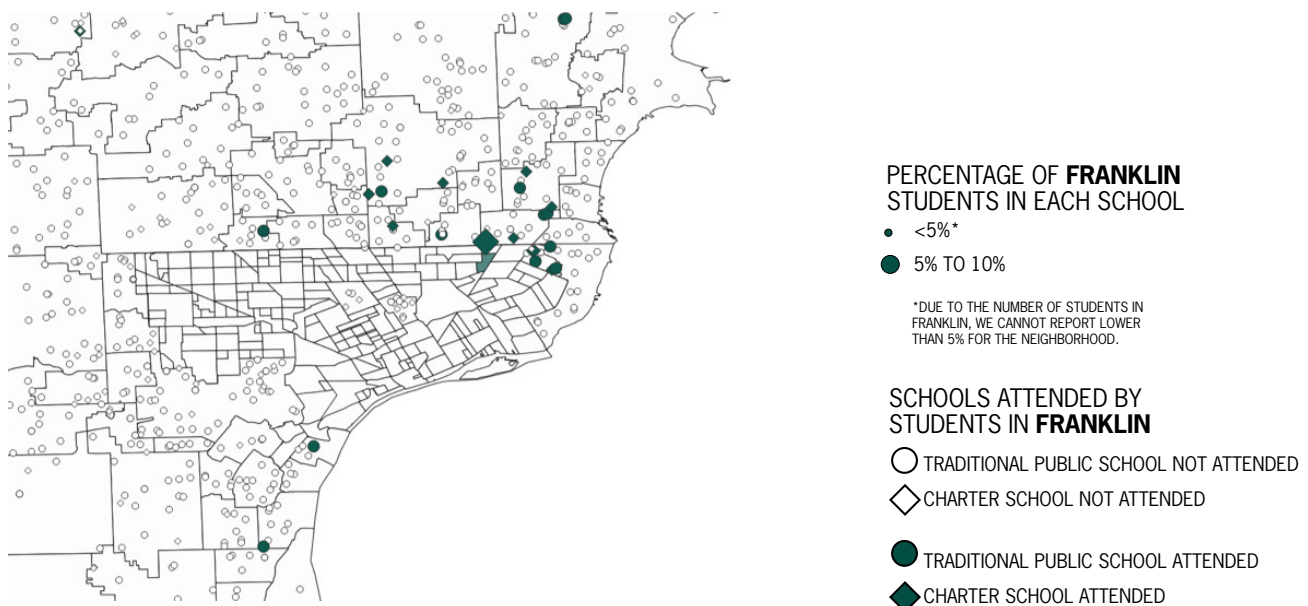 PERCENTAGE OF FRANKLIN
STUDENTS IN EACH SCHOOL
<5%*
5% TO 10%
*DUE TO THE NUMBER OF STUDENTS IN
FRANKLIN, WE CANNOT REPORT LOWER
THAN 5% FOR THE NEIGHBORHOOD.
SCHOOLS ATTENDED BY
STUDENTS IN FRANKLIN
TRADITIONAL PUBLIC SCHOOL NOT ATTENDED
CHARTER SCHOOL NOT ATTENDED
TRADITIONAL PUBLIC SCHOOL ATTENDED
CHARTER SCHOOL ATTENDED